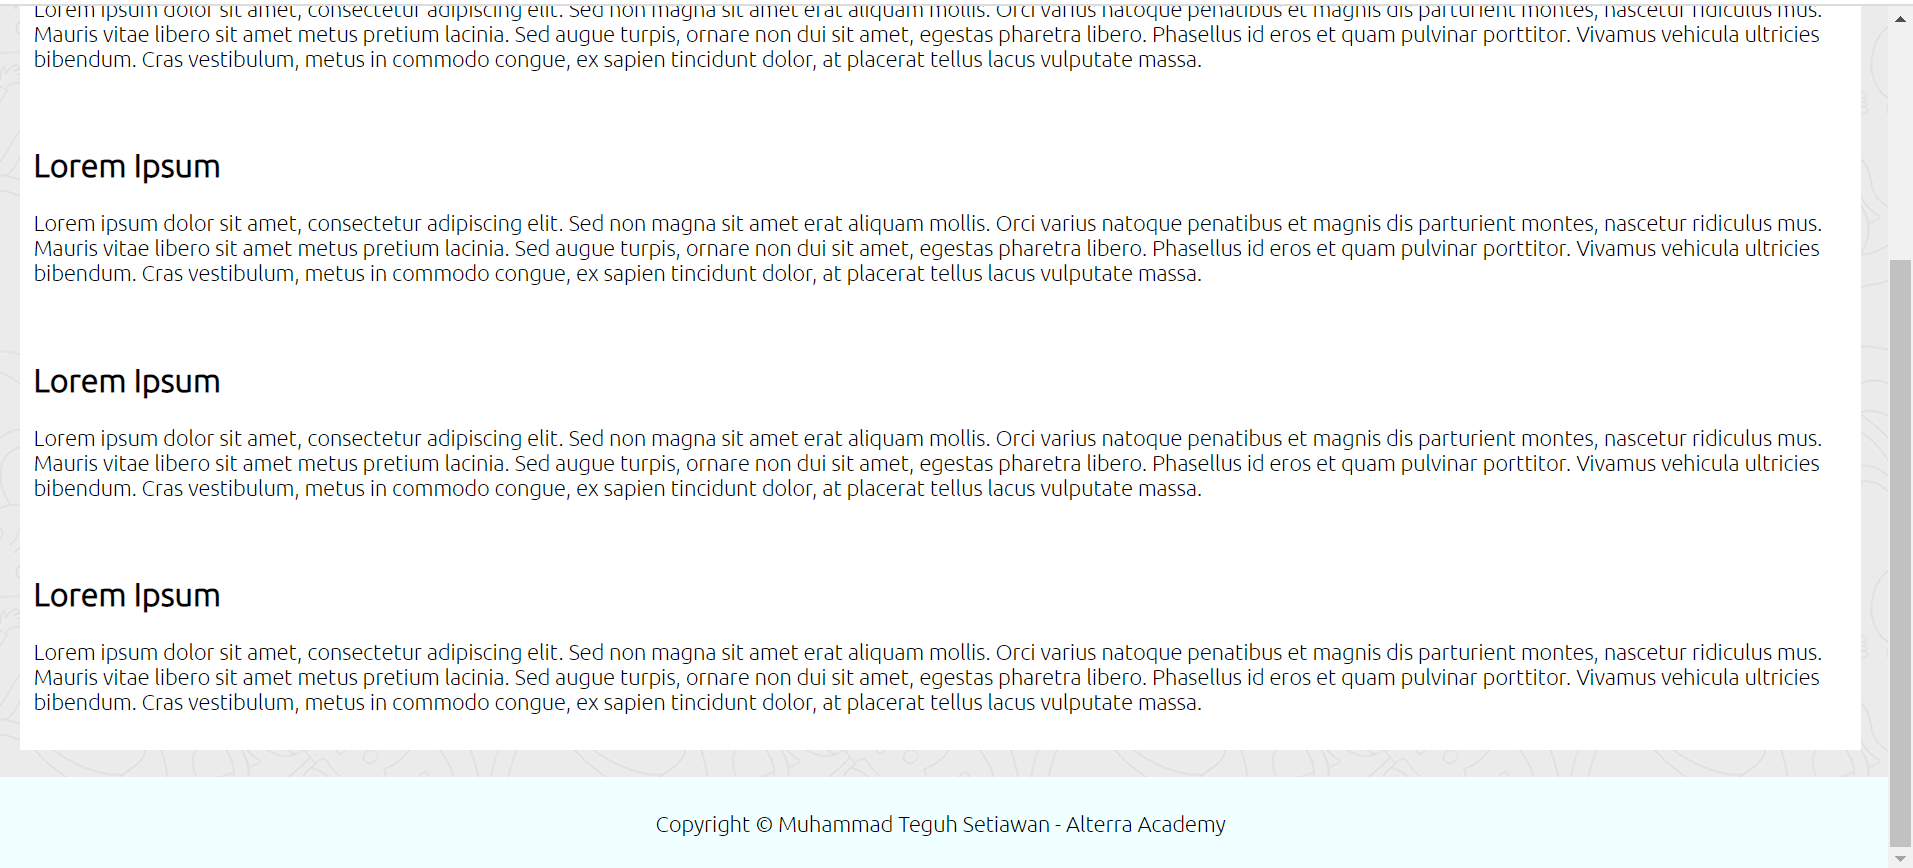 Lorem ipsum dolor sit amet, consectetur adipiscing elit. Sed non magna sit amet erat aliquam mollis. Orci varius natoque penatibus et magnis dis parturient montes, nascetur ridiculus mus.
Mauris vitae libero sit amet metus pretium lacinia. Sed augue turpis, ornare non dui sit amet, egestas pharetra libero. Phasellus id eros et quam pulvinar porttitor. Vivamus vehicula ultricies
bibendum. Cras vestibulum, metus in commodo congue, ex sapien tincidunt dolor, at placerat tellus lacus vulputate massa.
Lorem Ipsum
Lorem ipsum dolor sit amet, consectetur adipiscing elit. Sed non magna sit amet erat aliquam mollis. Orci varius natoque penatibus et magnis dis parturient montes, nascetur ridiculus mus.
Mauris vitae libero sit amet metus pretium lacinia. Sed augue turpis, ornare non dui sit amet, egestas pharetra libero. Phasellus id eros et quam pulvinar porttitor. Vivamus vehicula ultricies
bibendum. Cras vestibulum, metus in commodo congue, ex sapien tincidunt dolor, at placerat tellus lacus vulputate massa.
Lorem Ipsum
Lorem ipsum dolor sit amet, consectetur adipiscing elit. Sed non magna sit amet erat aliquam mollis. Orci varius natoque penatibus et magnis dis parturient montes, nascetur ridiculus mus.
Mauris vitae libero sit amet metus pretium lacinia. Sed augue turpis, ornare non dui sit amet, egestas pharetra libero. Phasellus id eros et quam pulvinar porttitor. Vivamus vehicula ultricies
bibendum. Cras vestibulum, metus in commodo congue, ex sapien tincidunt dolor, at placerat tellus lacus vulputate massa.
Lorem Ipsum
Lorem ipsum dolor sit amet, consectetur adipiscing elit. Sed non magna sit amet erat aliquam mollis. Orci varius natoque penatibus et magnis dis parturient montes, nascetur ridiculus mus.
Mauris vitae libero sit amet metus pretium lacinia. Sed augue turpis, ornare non dui sit amet, egestas pharetra libero. Phasellus id eros et quam pulvinar porttitor. Vivamus vehicula ultricies
bibendum. Cras vestibulum, metus in commodo congue, ex sapien tincidunt dolor, at placerat tellus lacus vulputate massa.
Copyright © Muhammad Teguh Setiawan - Alterra Academy